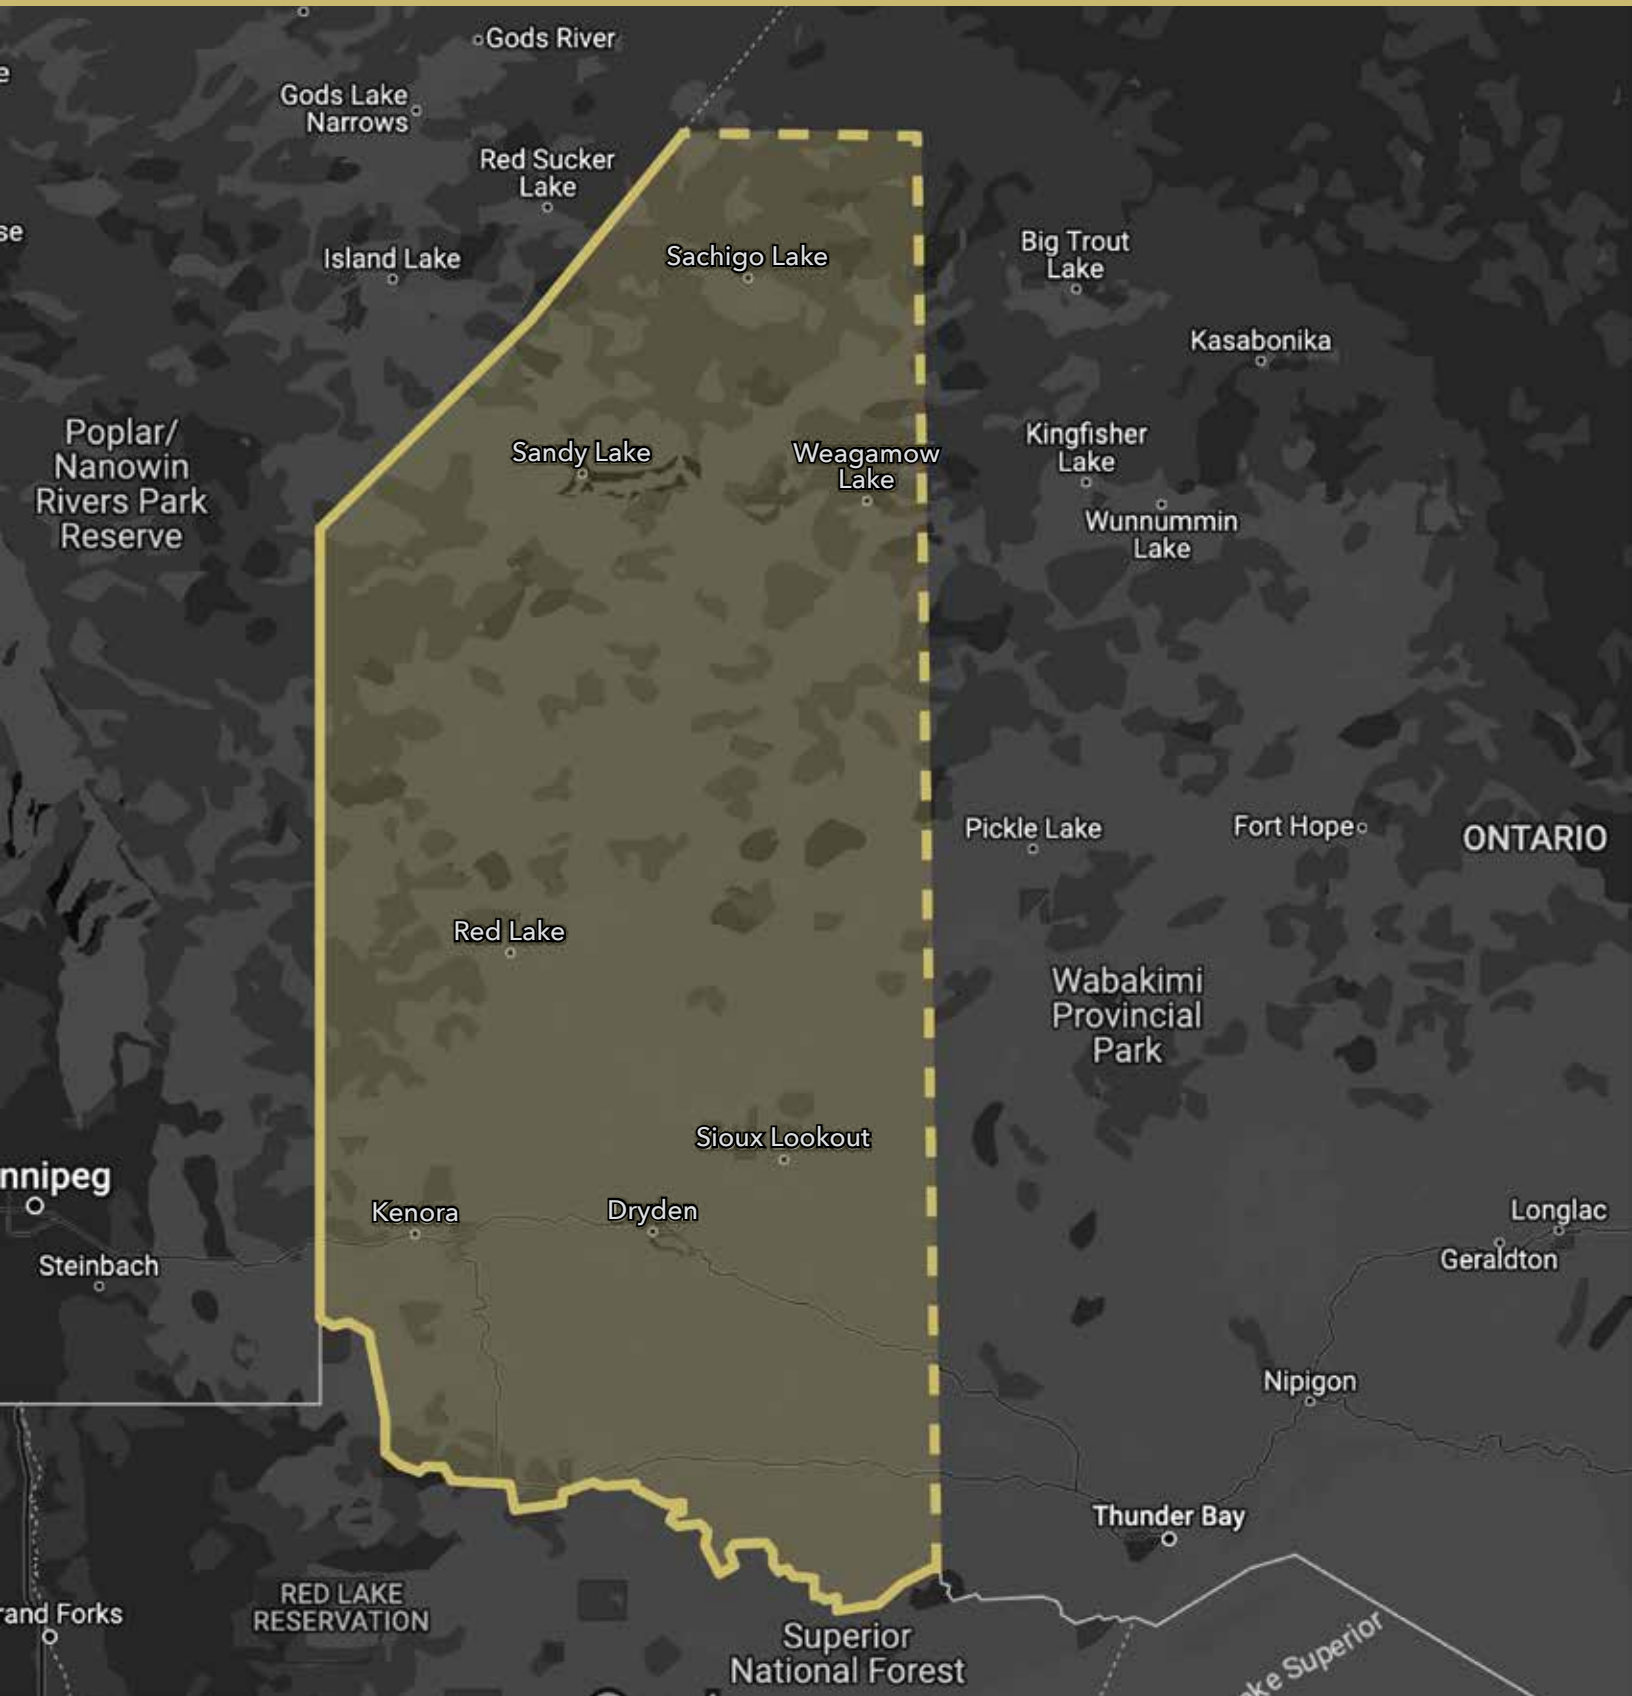 Gods River
Gods Lake
Narrows
Red Sucker
Lake
Island Lake
Sachigo Lake
Big Trout
Lake
Kasabonika
Poplar/
Nanowin
Rivers Park
Reserve
Sandy Lake
Weagamow
Lake
Kingfisher
Lake
Wunnummin
Lake
Pickle Lake
Fort Hope
ONTARIO
Red Lake
Wabakimi
Provincial
Park
Sioux Lookout
nnipeg
Kenora
Dryden
Longlac
Geraldton
Steinbach
Nipigon
Thunder Bay
RED LAKE
RESERVATION
rand Forks
Superior
National Forest
ke Superior